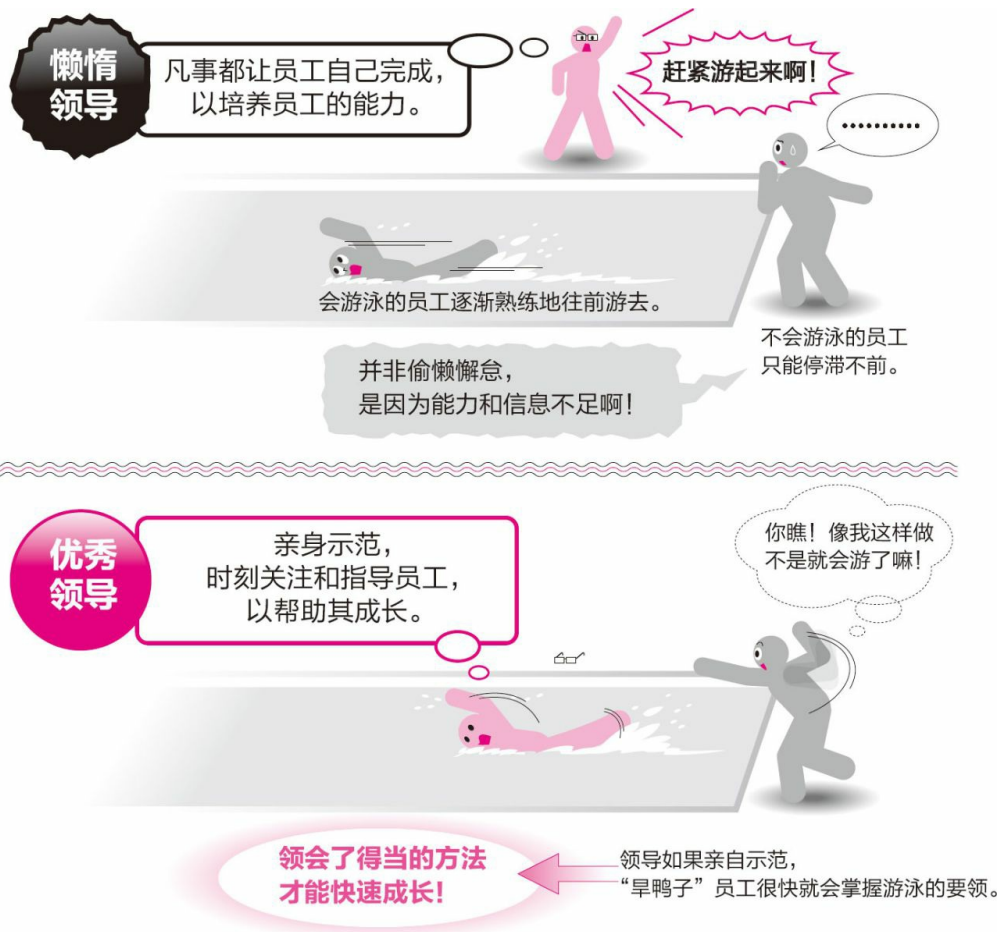 懒惰
领导
凡事都让员工自己完成，
以培养员工的能力。
赶紧游起来啊！
··········
会游泳的员工逐渐熟练地往前游去。
不会游泳的员工
只能停滞不前。
并非偷懒懈怠，
是因为能力和信息不足啊！
优秀
领导
亲身示范，
时刻关注和指导员工，
以帮助其成长。
你瞧！像我这样做
不是就会游了嘛！
领会了得当的方法
才能快速成长！
领导如果亲自示范，
“旱鸭子”员工很快就会掌握游泳的要领。